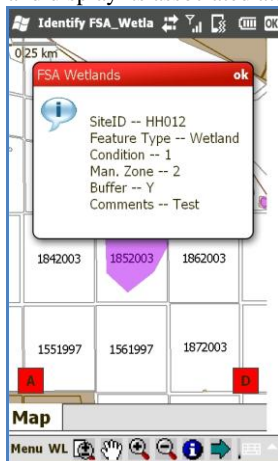 Identify FSA_Wetla
OK
0.25 km
FSA Wetlands ok
SiteID -- HH012
Feature Type -- Wetland
Condition -- 1
Man. Zone -- 2
Buffer -- Y
Comments -- Test
1842003 1852003 1862003
1551997 1561997 1872003
A D
Map
Menu WL